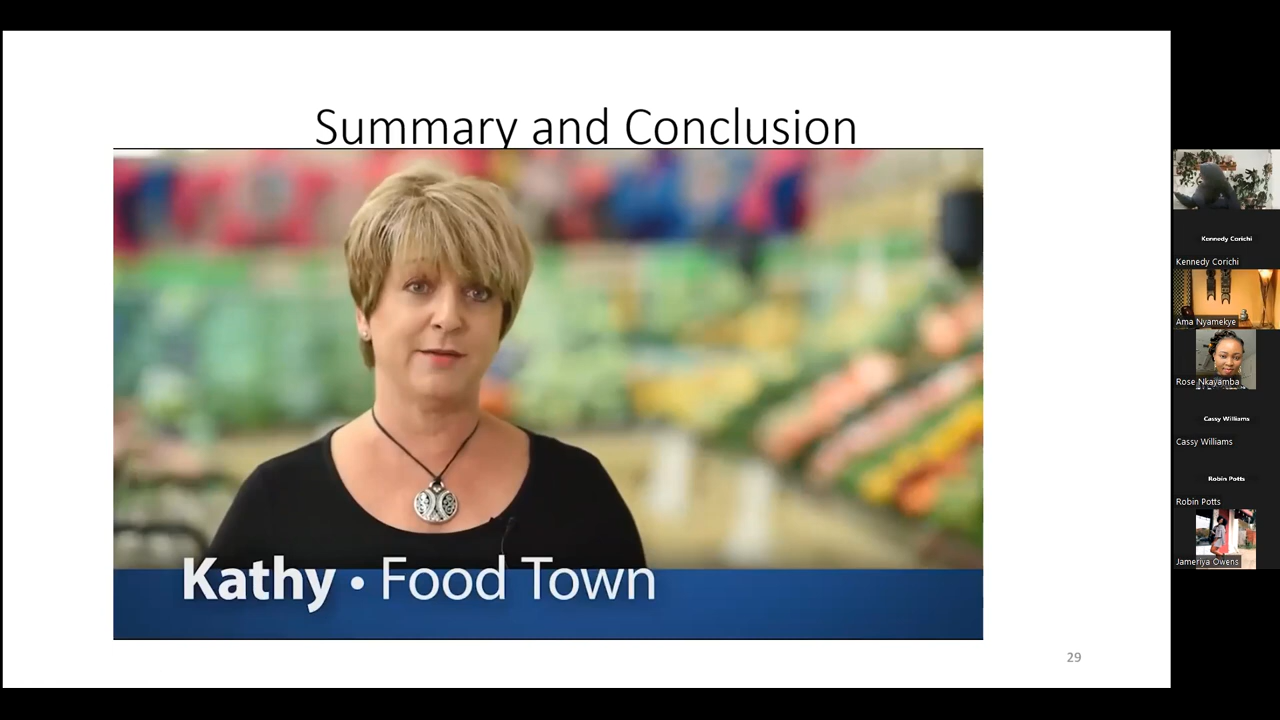 Summary and Conclusion
Kathy • Food Town
29
Kennedy Corichi
Kennedy Corichi
Ama Nyamekye
Rose Nkayamba
Cassy Williams
Cassy Williams
Robin Potts
Robin Potts
Jameriya Owens